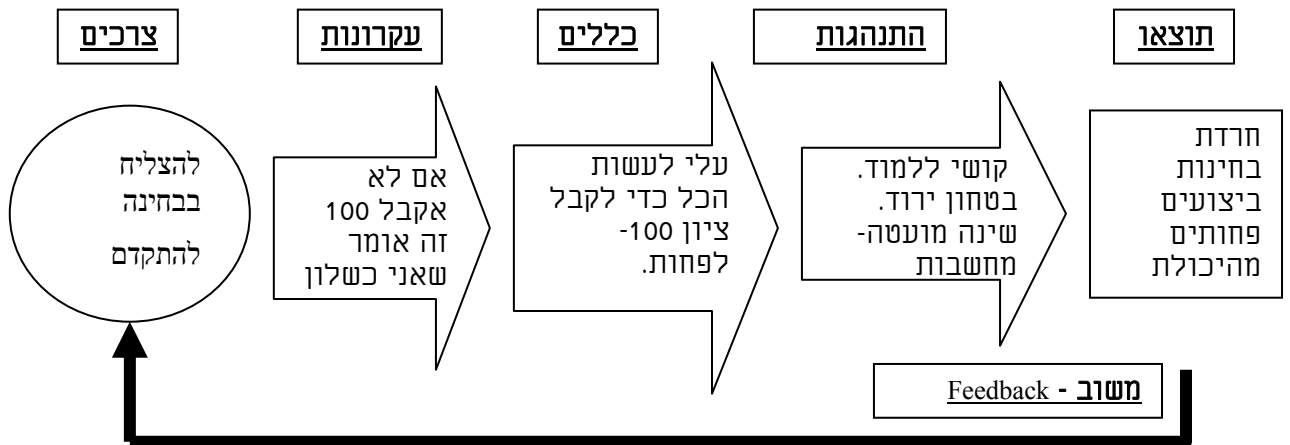 צרכים
עקרונות
כללים
התנהגות
תוצאו
להצליח
בבחינה
להתקדם
אם לא
אקבל 100
זה אומר
שאני כשלון
עלי לעשות
הכל כדי לקבל
ציון 100-
לפחות.
קושי ללמוד.
בטחון ירוד.
שינה מועטה-
מחשבות
חרדת
בחינות
ביצועים
פחותים
מהיכולת
משוב - Feedback